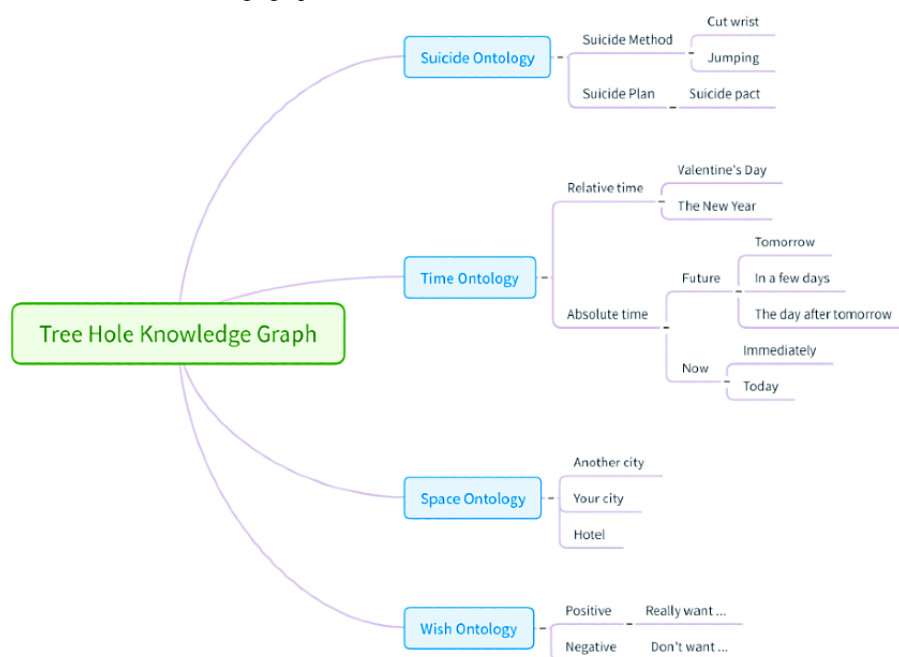 Cut wrist
Suicide Method
Suicide Ontology
Jumping
Suicide Plan
Suicide pact
Valentine's Day
Relative time
The New Year
Tomorrow
Time Ontology
Future
In a few days
Absolute time
The day after tomorrow
Tree Hole Knowledge Graph
Immediately
Now
Today
Another city
Space Ontology
Your city
Hotel
Positive
Really want ...
Wish Ontology
Negative
Don't want ...